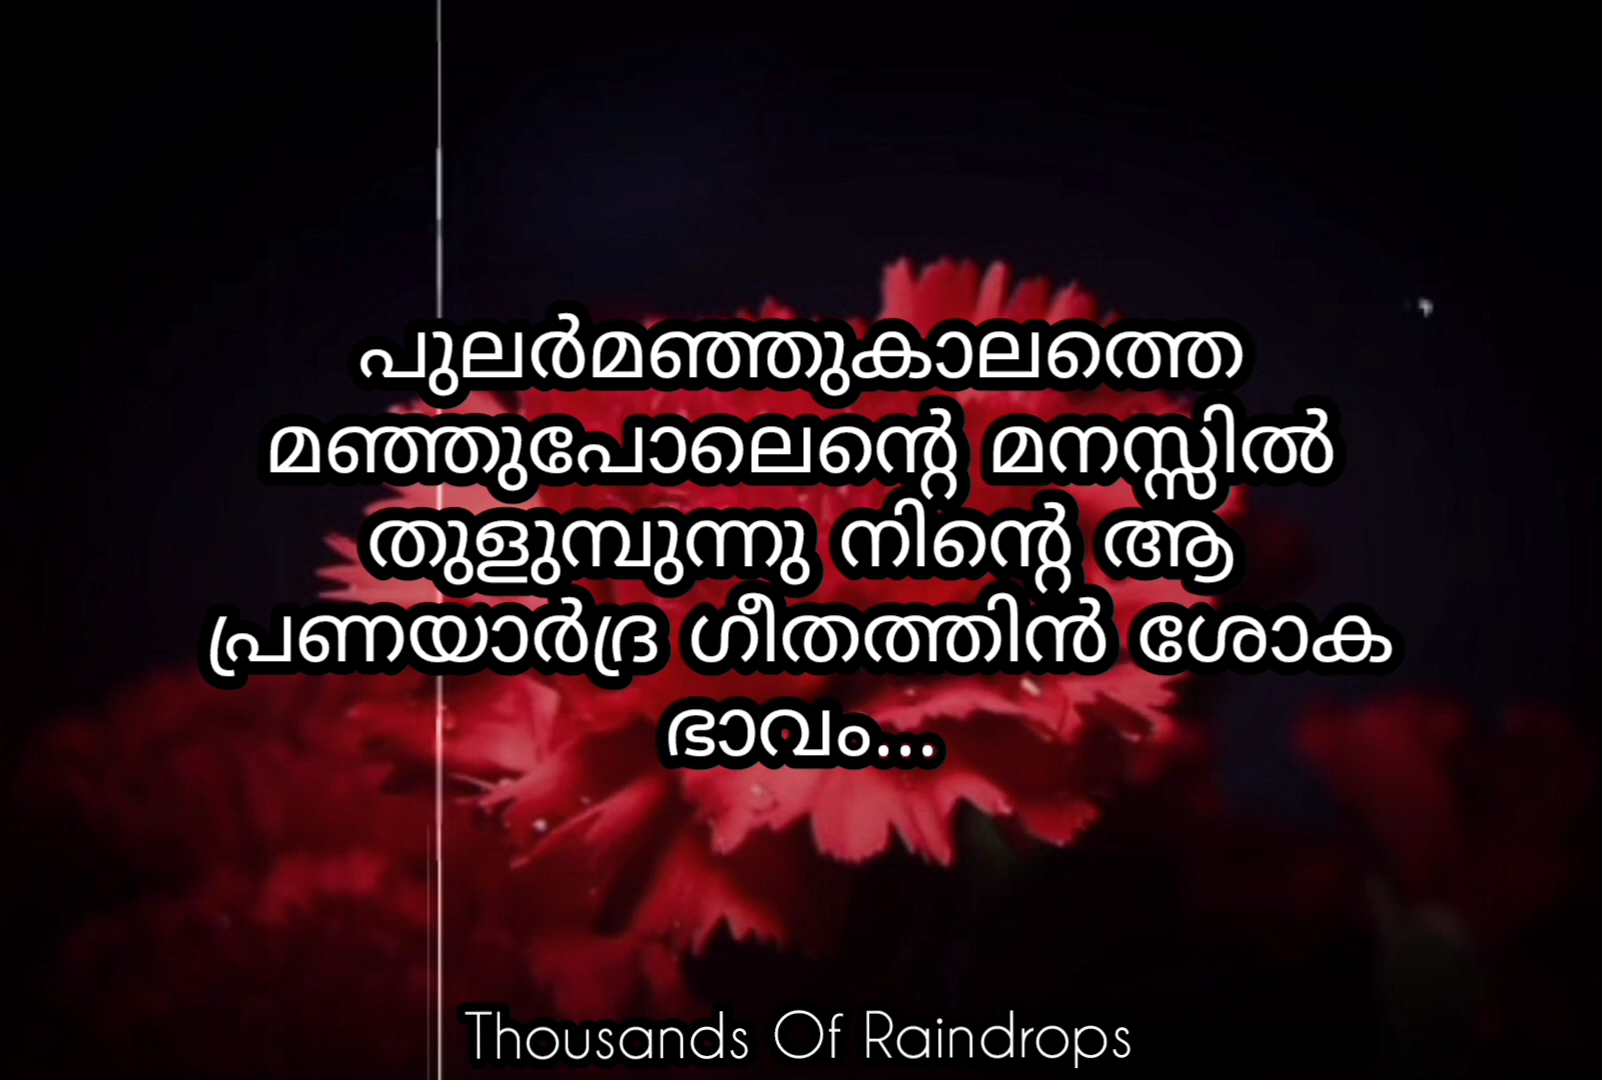 പുലർമഞ്ഞുകാലത്തെ
മഞ്ഞുപോലെെന്റെ മനസ്സിൽ
തുളുമ്പുന്നു നിന്റെ ആ
പ്രണയാർദ്ര ഗീതത്തിൻ ശോക
ഭാവം...
Thousands Of Raindrops